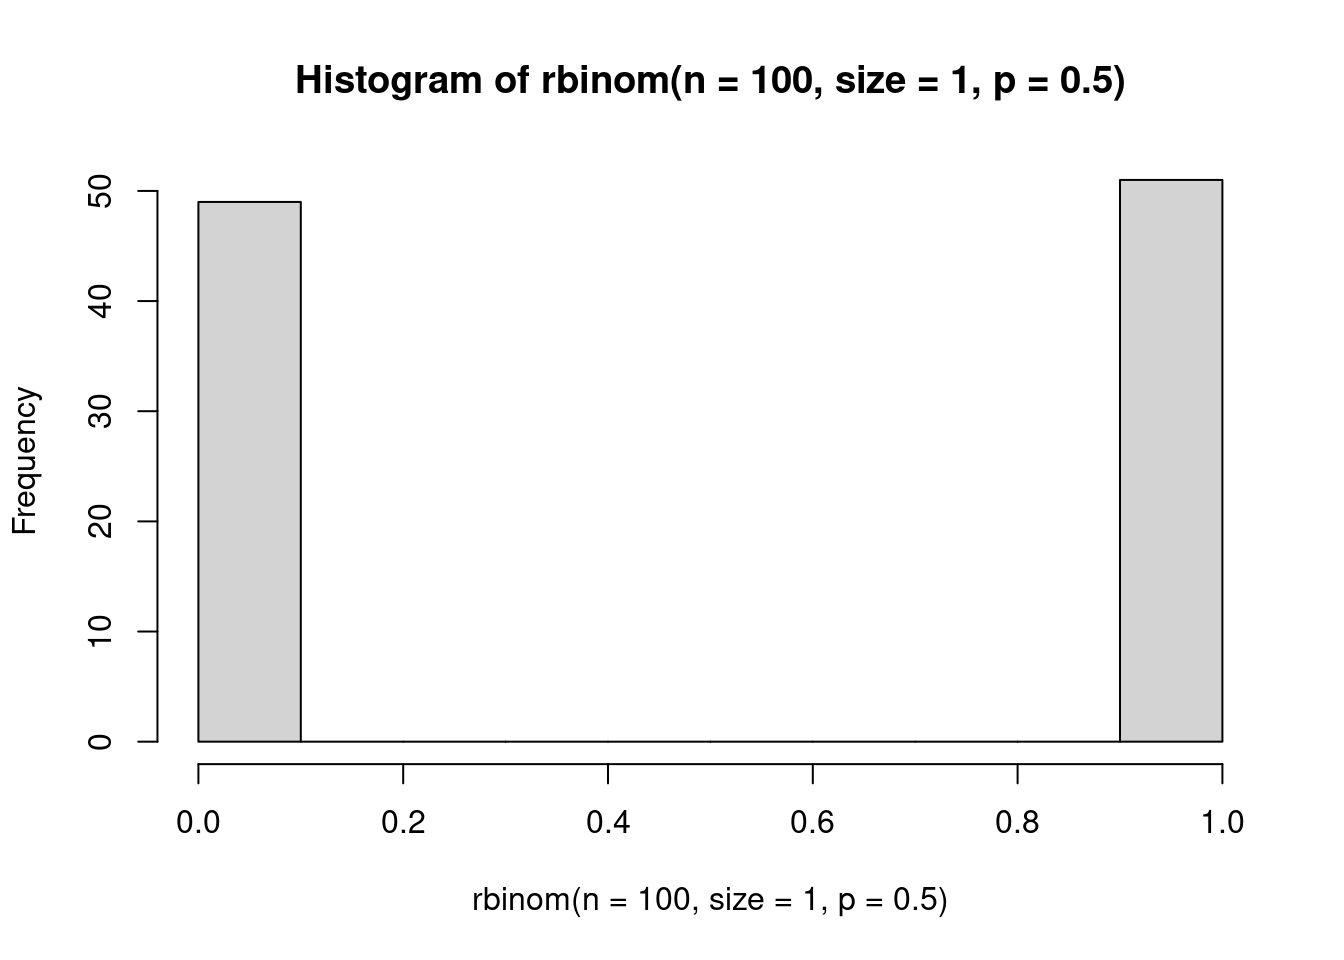 Histogram of rbinom(n = 100, size = 1, p = 0.5)
Frequency
50
40
30
20
10
0
0.0 0.2 0.4 0.6 0.8 1.0
rbinom(n = 100, size = 1, p = 0.5)